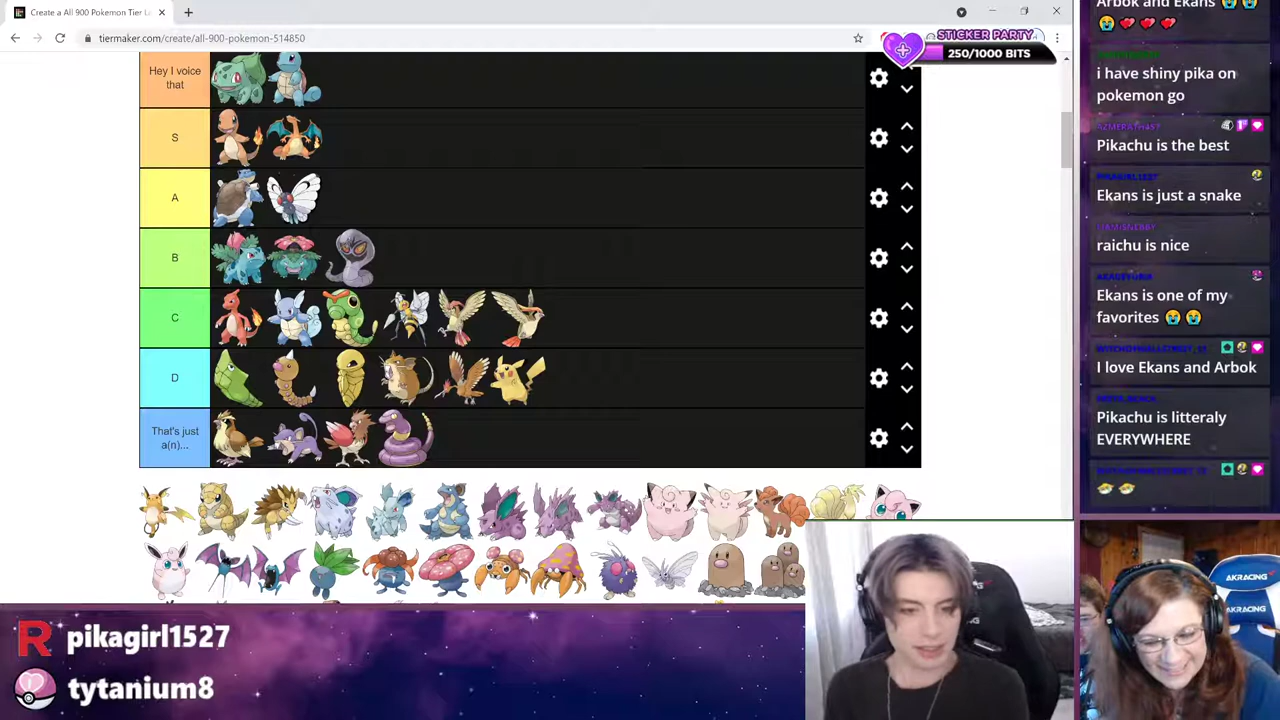 Create a All 900 Pokemon Tier L
tiermaker.com/create/all-900-pokemon-514850
STICKER PARTY
250/1000 BITS
Hey I voice
that
S
A
B
C
D
That's just
a(n)...
Arbok and Ekans 😭😭
😭❤️❤️❤️
i have shiny pika on
pokemon go
Pikachu is the best
Ekans is just a snake
raichu is nice
Ekans is one of my
favorites 😭😭
I love Ekans and Arbok
Pikachu is litteraly
EVERYWHERE
AKRACING
AKRACING
R pikagirl1527
tytanium8